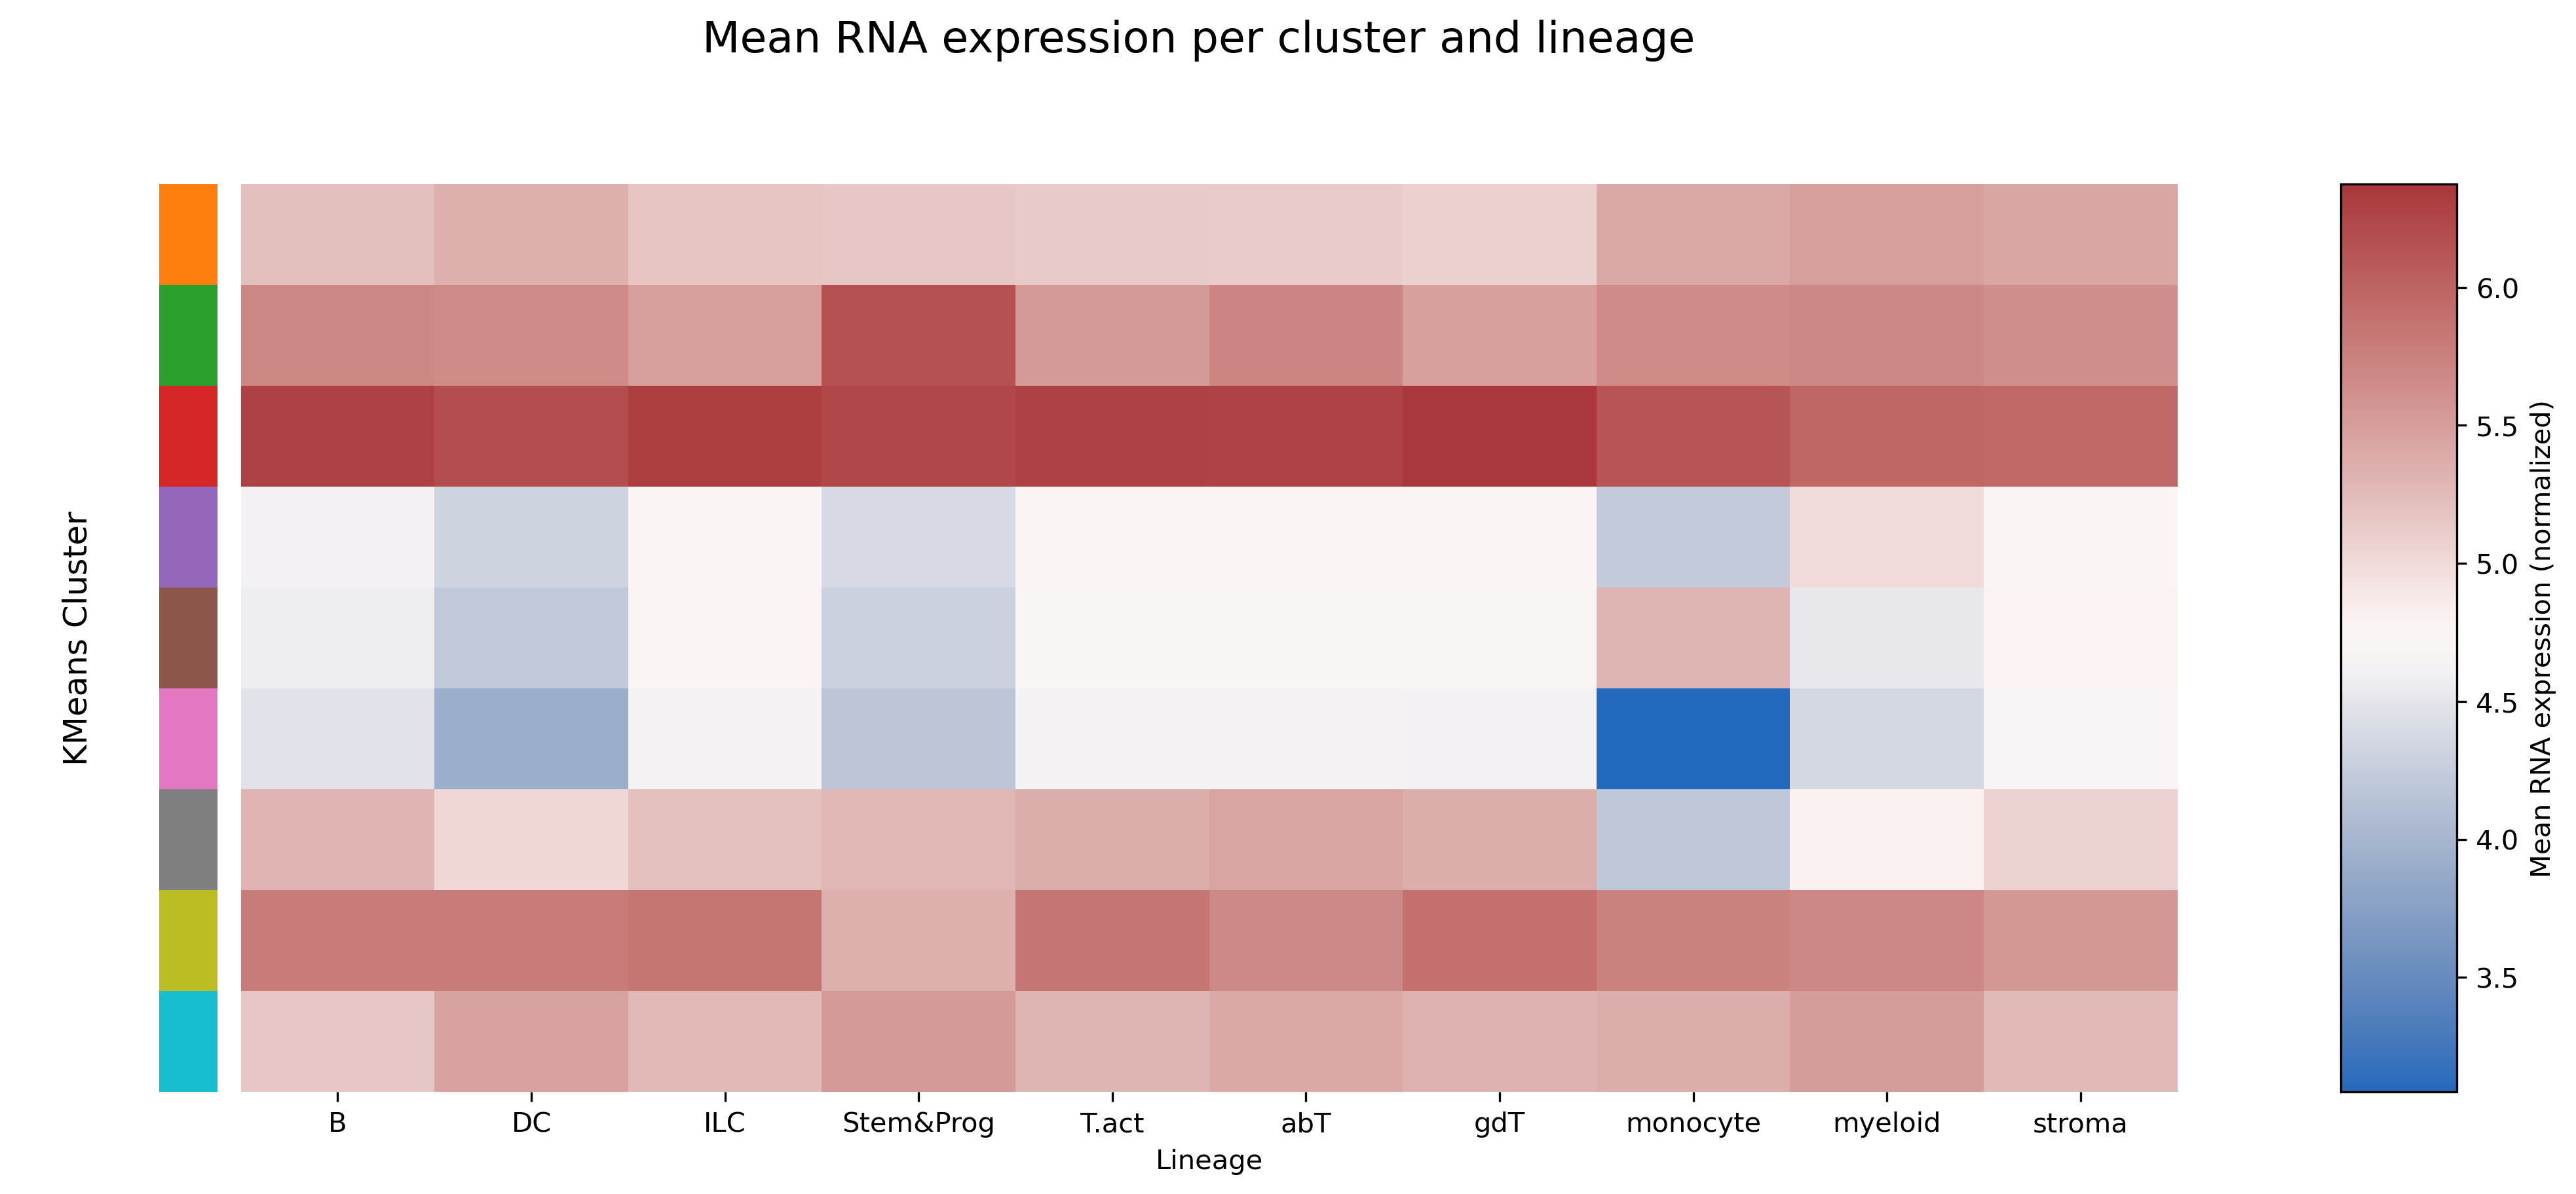 Mean RNA expression per cluster and lineage
KMeans Cluster
B DC ILC Stem&Prog T.act abT gdT monocyte myeloid stroma
Lineage
6.0
5.5
5.0
4.5
4.0
3.5
Mean RNA expression (normalized)